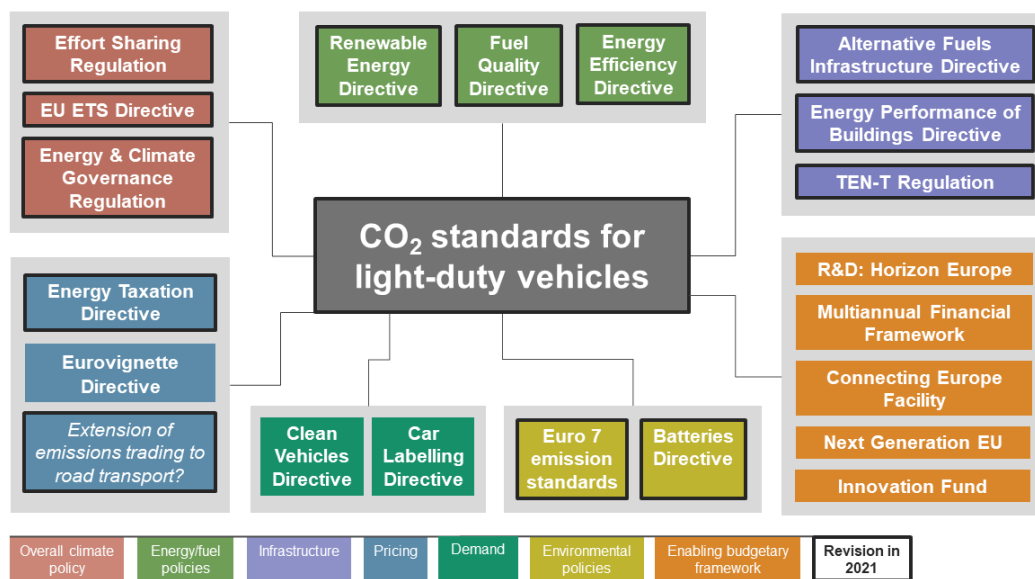 Effort Sharing
Regulation
EU ETS Directive
Energy & Climate
Governance
Regulation
Renewable
Energy
Directive
Fuel
Quality
Directive
Energy
Efficiency
Directive
Alternative Fuels
Infrastructure Directive
Energy Performance of
Buildings Directive
TEN-T Regulation
CO₂ standards for
light-duty vehicles
Energy Taxation
Directive
Eurovignette
Directive
Extension of
emissions trading to
road transport?
Clean
Vehicles
Directive
Car
Labelling
Directive
Euro 7
emission
standards
Batteries
Directive
R&D: Horizon Europe
Multiannual Financial
Framework
Connecting Europe
Facility
Next Generation EU
Innovation Fund
Overall climate
policy
Energy/fuel
policies
Infrastructure
Pricing
Demand
Environmental
policies
Enabling budgetary
framework
Revision in
2021